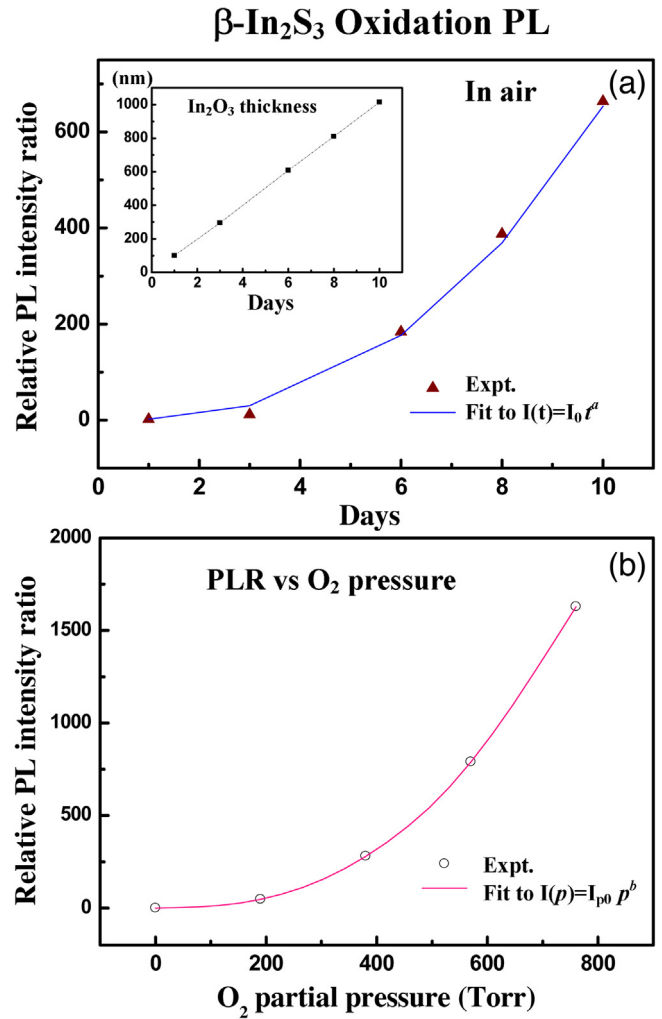 β-In₂S₃ Oxidation PL
(a)
In air
Relative PL intensity ratio
600
400
200
0
0 2 4 6 8 10
Days
(nm)
In₂O₃ thickness
1000
800
600
400
200
0
0 2 4 6 8 10
Days
Expt.
Fit to I(t)=I₀ tᵃ
(b)
PLR vs O₂ pressure
Relative PL intensity ratio
2000
1500
1000
500
0
0 200 400 600 800
O₂ partial pressure (Torr)
Expt.
Fit to I(p)=Iₚ₀ pᵇ